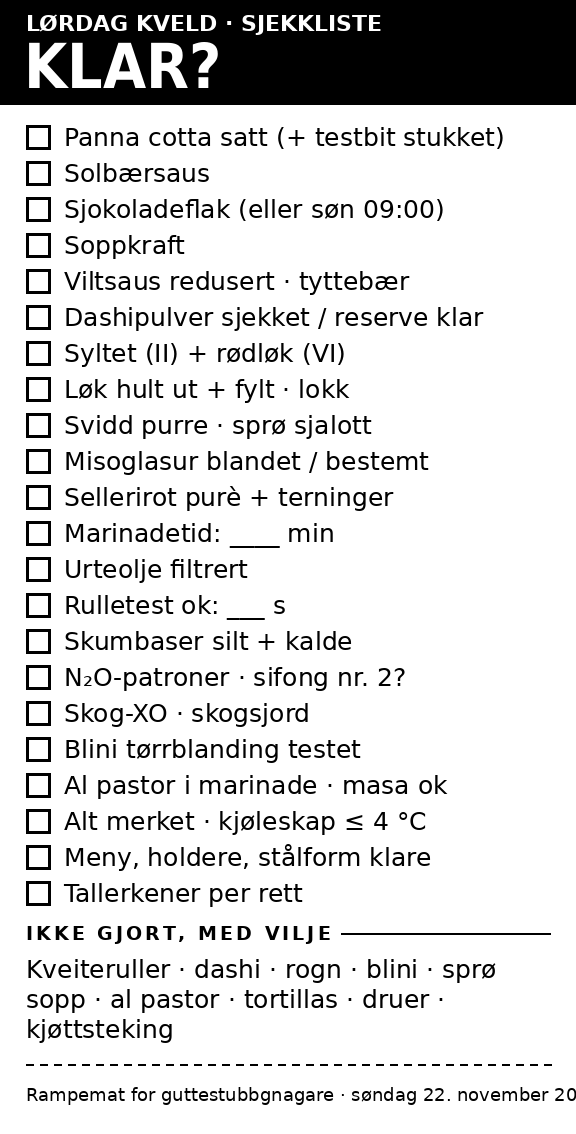 LØRDAG KVELD · SJEKKLISTE
KLAR?
Panna cotta satt (+ testbit stukket)
Solbærsaus
Sjokoladeflak (eller søn 09:00)
Soppkraft
Viltsaus redusert · tyttebær
Dashipulver sjekket / reserve klar
Syltet (II) + rødløk (VI)
Løk hult ut + fylt · lokk
Svidd purre · sprø sjalott
Misoglasur blandet / bestemt
Sellerirot purè + terninger
Marinadetid: ____ min
Urteolje filtrert
Rulletest ok: ___ s
Skumbaser silt + kalde
N₂O-patroner · sifong nr. 2?
Skog-XO · skogsjord
Blini tørrblanding testet
Al pastor i marinade · masa ok
Alt merket · kjøleskap ≤ 4 °C
Meny, holdere, stålform klare
Tallerkener per rett
IKKE GJORT, MED VILJE
Kveiteruller · dashi · rogn · blini · sprø
sopp · al pastor · tortillas · druer ·
kjøttsteking
Rampemat for guttestubbgnagare · søndag 22. november 20